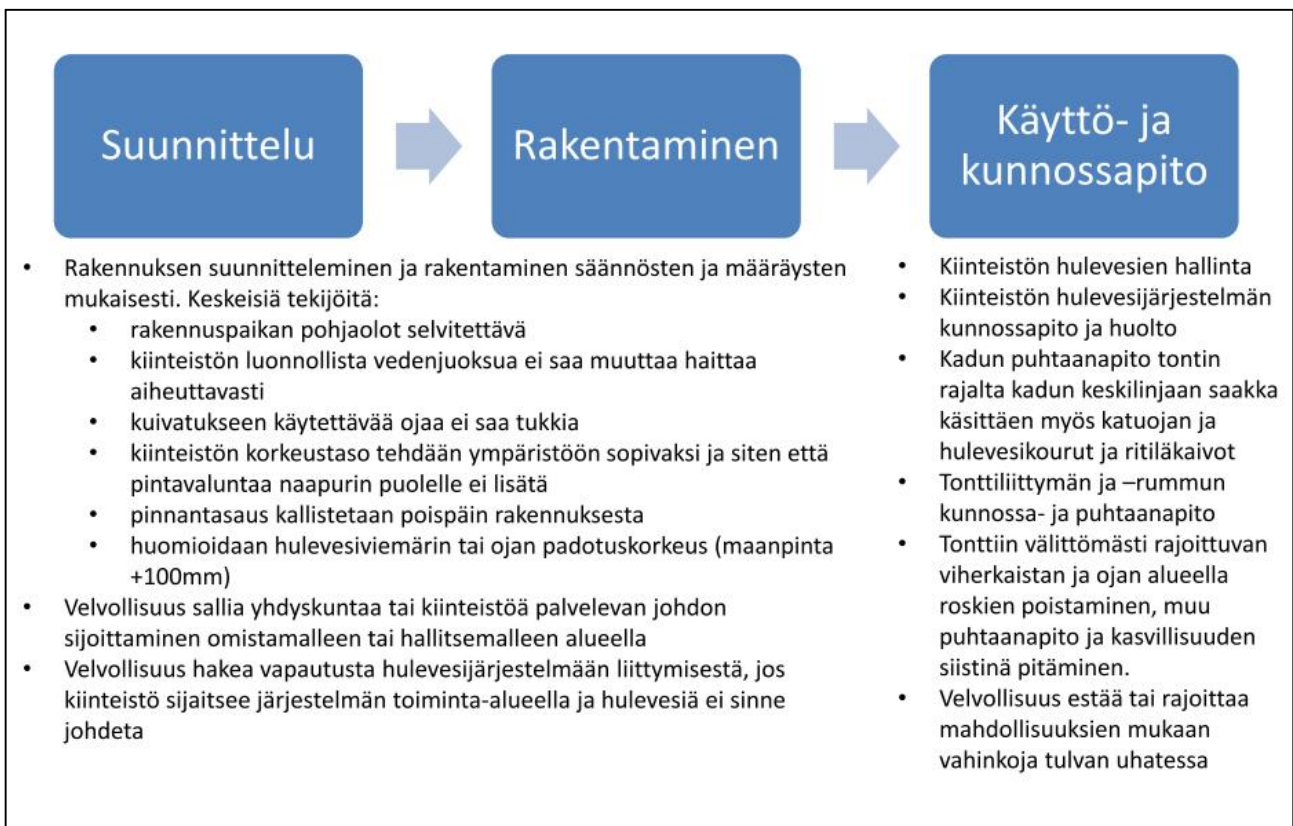 Suunnittelu
Rakentaminen
Käyttö- ja
kunnossapito
• Rakennuksen suunnitteleminen ja rakentaminen säännösten ja määräysten
mukaisesti. Keskeisiä tekijöitä:
• rakennuspaikan pohjaolot selvitettävä
• kiinteistön luonnollista vedenjuoksua ei saa muuttaa haittaa
aiheuttavasti
• kuivatukseen käytettävää ojaa ei saa tukkia
• kiinteistön korkeustaso tehdään ympäristöön sopivaksi ja siten että
pintavaluntaa naapurin puolelle ei lisätä
• pinnantasaus kallistetaan poispäin rakennuksesta
• huomioidaan hulevesiviemärin tai ojan padotuskorkeus (maanpinta
+100mm)
• Velvollisuus sallia yhdyskuntaa tai kiinteistöä palvelevan johdon
sijoittaminen omistamalleen tai hallitsemalleen alueella
• Velvollisuus hakea vapautusta hulevesijärjestelmään liittymisestä, jos
kiinteistö sijaitsee järjestelmän toiminta-alueella ja hulevesiä ei sinne
johdeta
• Kiinteistön hulevesien hallinta
• Kiinteistön hulevesijärjestelmän
kunnossapito ja huolto
• Kadun puhtaanapito tontin
rajalta kadun keskilinjaan saakka
käsittäen myös katuojan ja
hulevesikourut ja ritiläkaivot
• Tonttiliittymän ja –rummun
kunnossa- ja puhtaanapito
• Tonttiin välittömästi rajoittuvan
viherkaistan ja ojan alueella
roskien poistaminen, muu
puhtaanapito ja kasvillisuuden
siistinä pitäminen.
• Velvollisuus estää tai rajoittaa
mahdollisuuksien mukaan
vahinkoja tulvan uhatessa